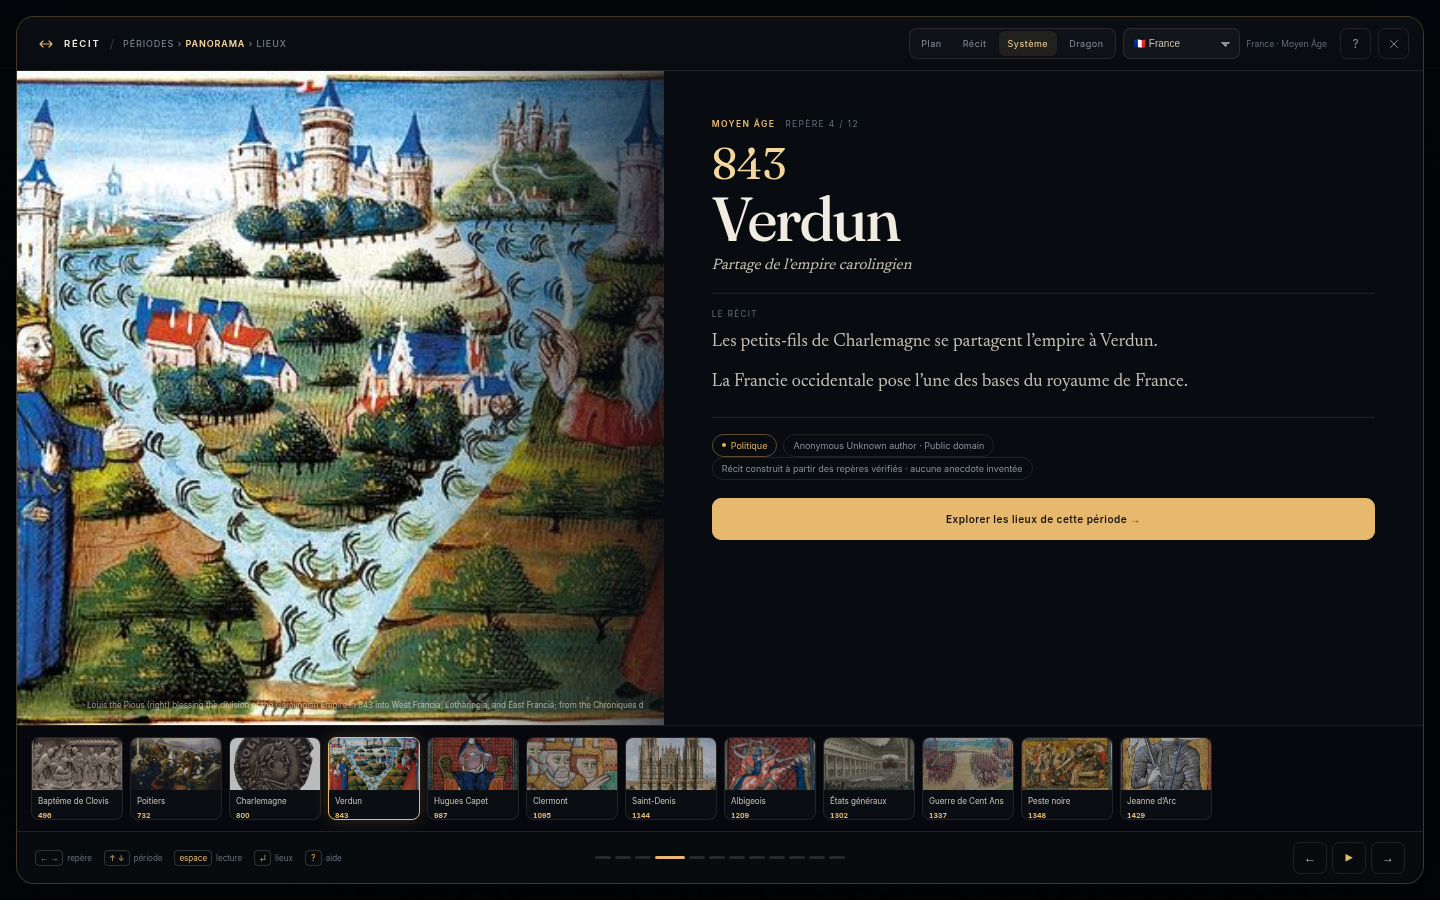 RÉCIT / PÉRIODES › PANORAMA › LIEUX
Plan Récit Système Dragon
France
France · Moyen Âge
?
MOYEN ÂGE REPÈRE 4 / 12
843
Verdun
Partage de l’empire carolingien
LE RÉCIT
Les petits-fils de Charlemagne se partagent l’empire à Verdun.
La Francie occidentale pose l’une des bases du royaume de France.
Politique
Anonymous Unknown author · Public domain
Récit construit à partir des repères vérifiés · aucune anecdote inventée
Explorer les lieux de cette période →
Louis the Pious (right) blessing the division of the Carolingian Empire in 843 into West Francia, Lotharingia, and East Francia; from the Chroniques d
Baptême de Clovis
496
Poitiers
732
Charlemagne
800
Verdun
843
Hugues Capet
987
Clermont
1095
Saint-Denis
1144
Albigeois
1209
États généraux
1302
Guerre de Cent Ans
1337
Peste noire
1348
Jeanne d’Arc
1429
← → repère ↑ ↓ période espace lecture ↵ lieux ? aide
← ▶ →